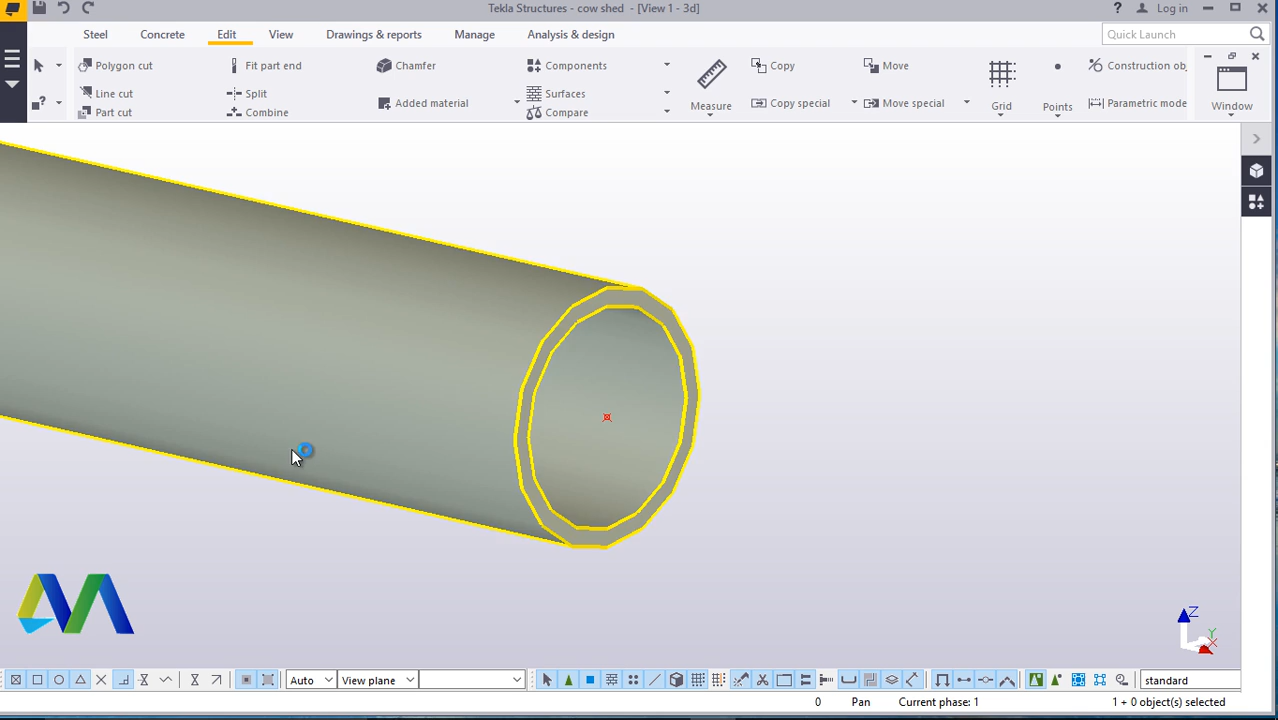 Tekla Structures - cow shed - [View 1 - 3d]
? Log in
Steel Concrete Edit View Drawings & reports Manage Analysis & design Quick Launch
Polygon cut Fit part end Chamfer Components Copy Move Construction obj
Line cut Split Added material Surfaces Measure Copy special Move special Grid Points Parametric mode Window
Part cut Combine Compare
Z
Y
X
Auto View plane standard
0 Pan Current phase: 1 1 + 0 object(s) selected